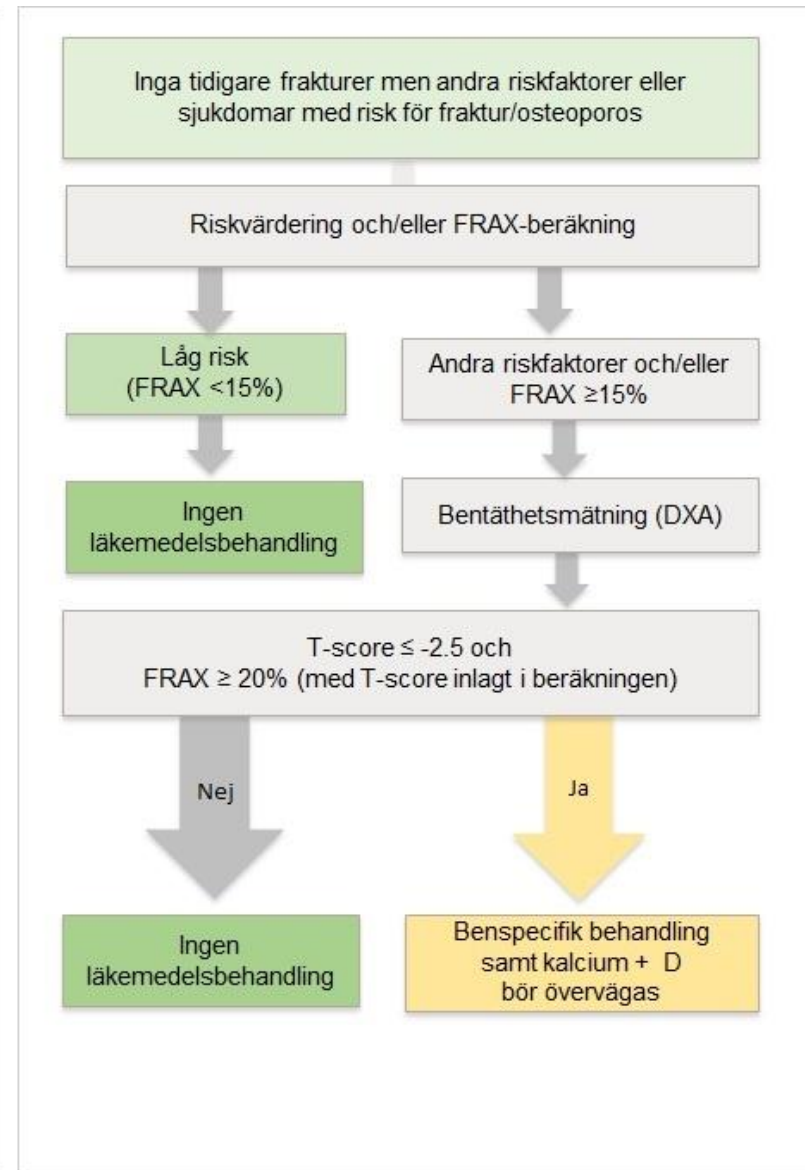 Inga tidigare frakturer men andra riskfaktorer eller
sjukdomar med risk för fraktur/osteoporos
Riskvärdering och/eller FRAX-beräkning
Låg risk
(FRAX <15%)
Andra riskfaktorer och/eller
FRAX ≥15%
Ingen
läkemedelsbehandling
Bentäthetsmätning (DXA)
T-score ≤ -2.5 och
FRAX ≥ 20% (med T-score inlagt i beräkningen)
Nej
Ja
Ingen
läkemedelsbehandling
Benspecifik behandling
samt kalcium + D
bör övervägas